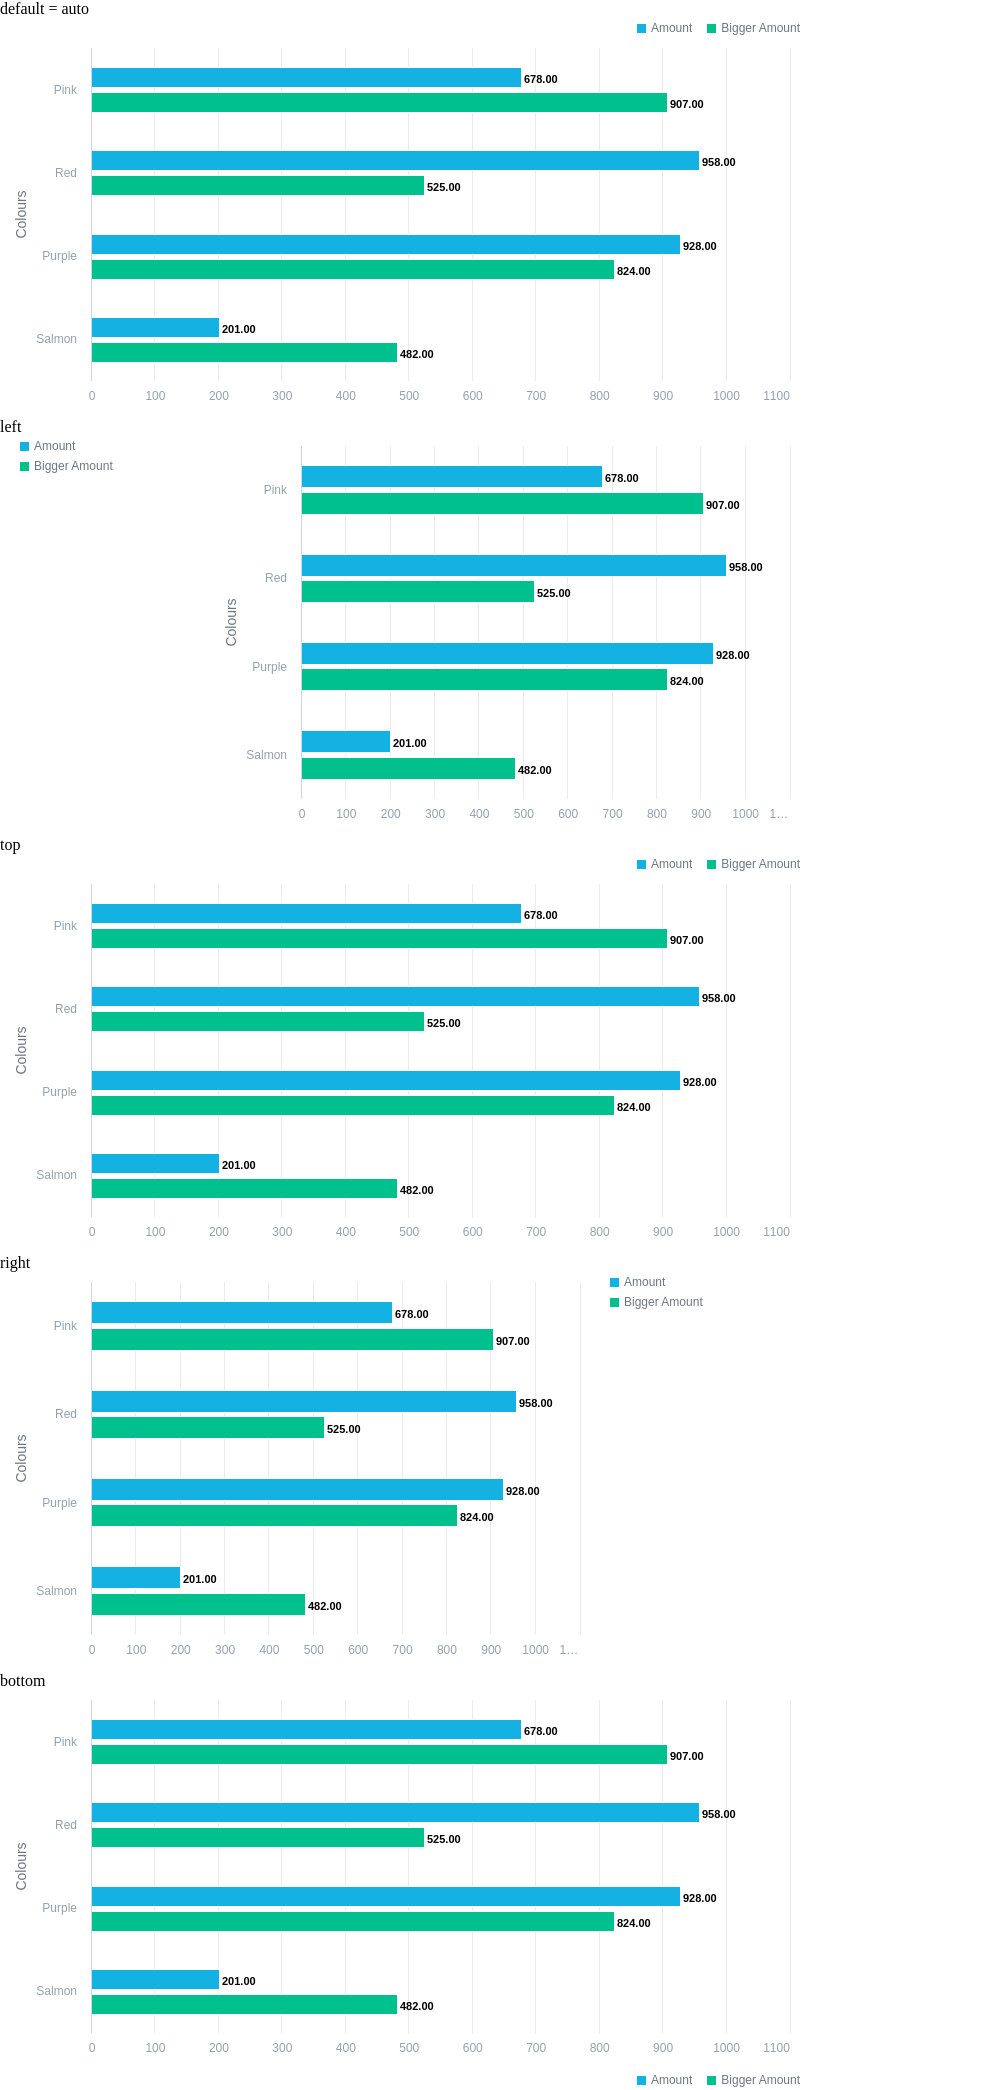 default = auto
Amount Bigger Amount
Pink 678.00
907.00
Red 958.00
525.00
Colours
Purple 928.00
824.00
Salmon 201.00
482.00
0 100 200 300 400 500 600 700 800 900 1000 1100
left
Amount
Bigger Amount
Pink 678.00
907.00
Red 958.00
525.00
Colours
Purple 928.00
824.00
Salmon 201.00
482.00
0 100 200 300 400 500 600 700 800 900 1000 1…
top
Amount Bigger Amount
Pink 678.00
907.00
Red 958.00
525.00
Colours
Purple 928.00
824.00
Salmon 201.00
482.00
0 100 200 300 400 500 600 700 800 900 1000 1100
right
Amount
Bigger Amount
Pink 678.00
907.00
Red 958.00
525.00
Colours
Purple 928.00
824.00
Salmon 201.00
482.00
0 100 200 300 400 500 600 700 800 900 1000 1…
bottom
Pink 678.00
907.00
Red 958.00
525.00
Colours
Purple 928.00
824.00
Salmon 201.00
482.00
0 100 200 300 400 500 600 700 800 900 1000 1100
Amount Bigger Amount